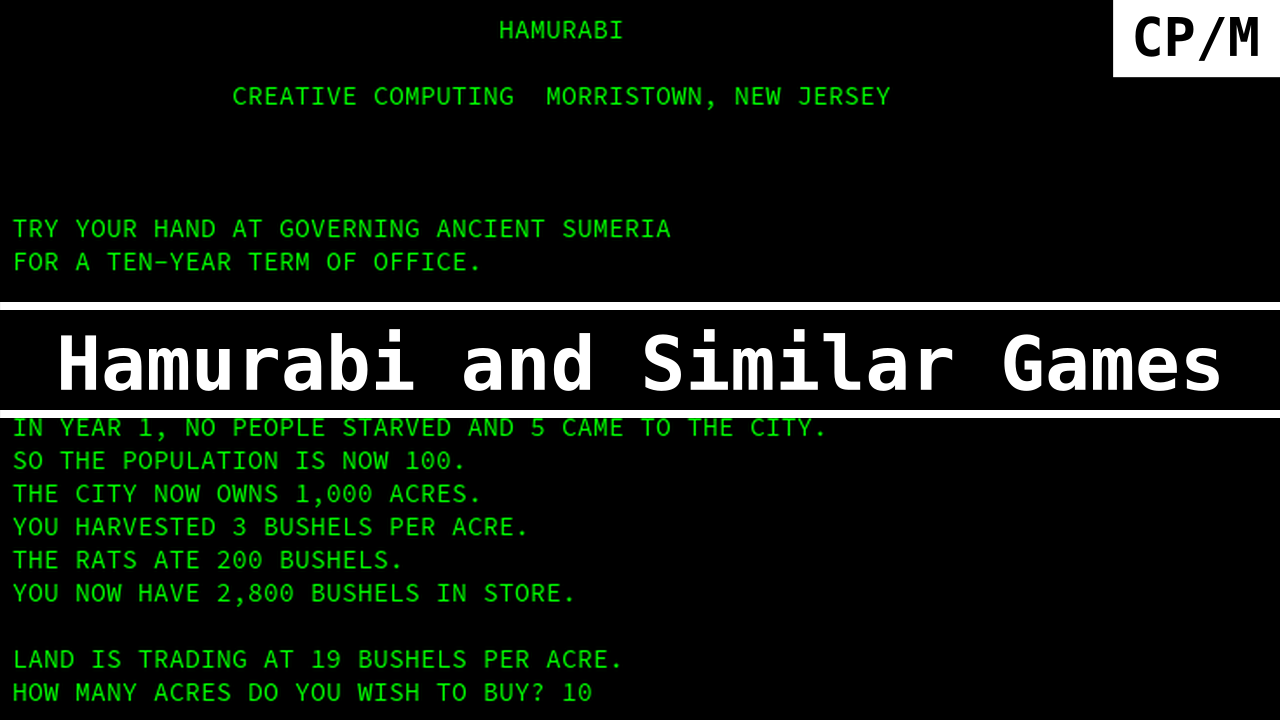 HAMURABI
CP/M
CREATIVE COMPUTING  MORRISTOWN, NEW JERSEY
TRY YOUR HAND AT GOVERNING ANCIENT SUMERIA
FOR A TEN-YEAR TERM OF OFFICE.
Hamurabi and Similar Games
IN YEAR 1, NO PEOPLE STARVED AND 5 CAME TO THE CITY.
SO THE POPULATION IS NOW 100.
THE CITY NOW OWNS 1,000 ACRES.
YOU HARVESTED 3 BUSHELS PER ACRE.
THE RATS ATE 200 BUSHELS.
YOU NOW HAVE 2,800 BUSHELS IN STORE.
LAND IS TRADING AT 19 BUSHELS PER ACRE.
HOW MANY ACRES DO YOU WISH TO BUY? 10